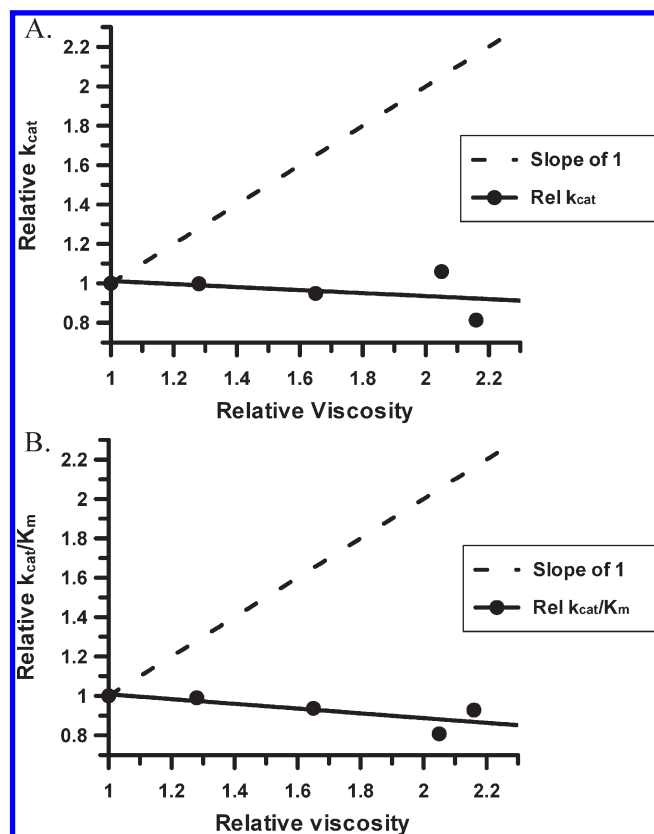 A.
2.2
2
1.8
1.6
1.4
1.2
1
0.8
Relative kcat
Slope of 1
Rel kcat
1 1.2 1.4 1.6 1.8 2 2.2
Relative Viscosity
B.
2.2
2
1.8
1.6
1.4
1.2
1
0.8
Relative kcat/Km
Slope of 1
Rel kcat/Km
1 1.2 1.4 1.6 1.8 2 2.2
Relative viscosity